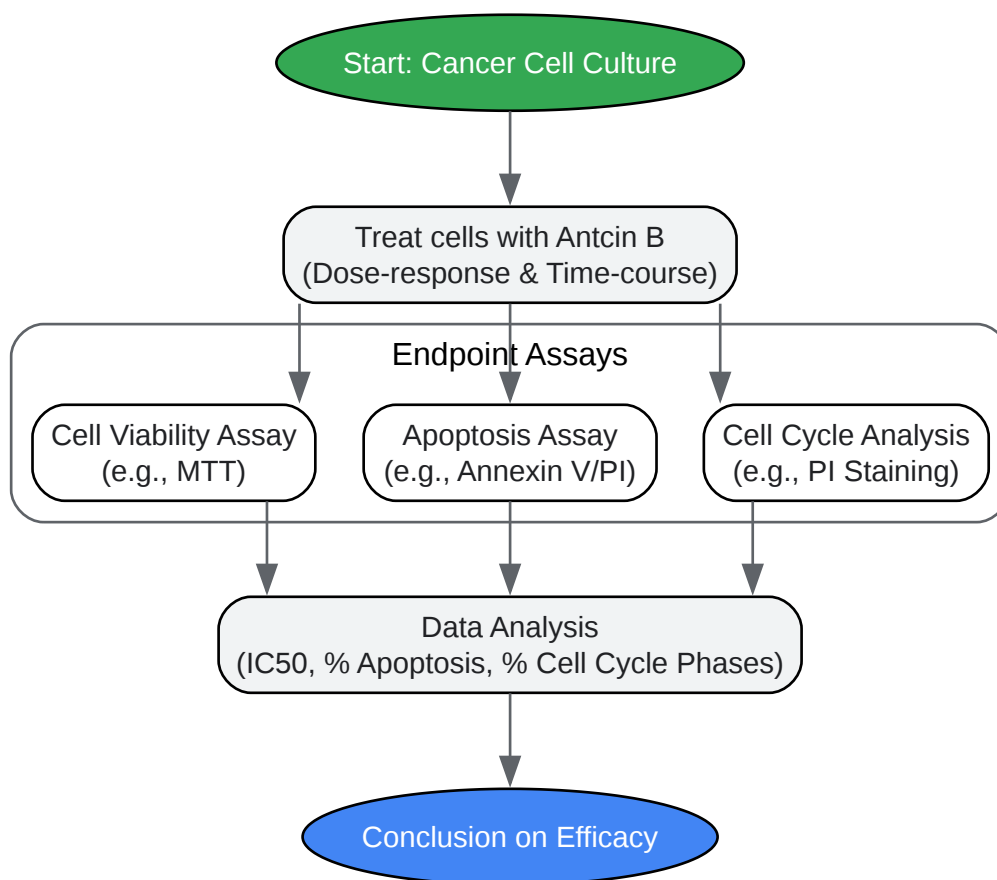 Start: Cancer Cell Culture
Treat cells with Antcin B
(Dose-response & Time-course)
Endpoint Assays
Cell Viability Assay
(e.g., MTT)
Apoptosis Assay
(e.g., Annexin V/PI)
Cell Cycle Analysis
(e.g., PI Staining)
Data Analysis
(IC50, % Apoptosis, % Cell Cycle Phases)
Conclusion on Efficacy